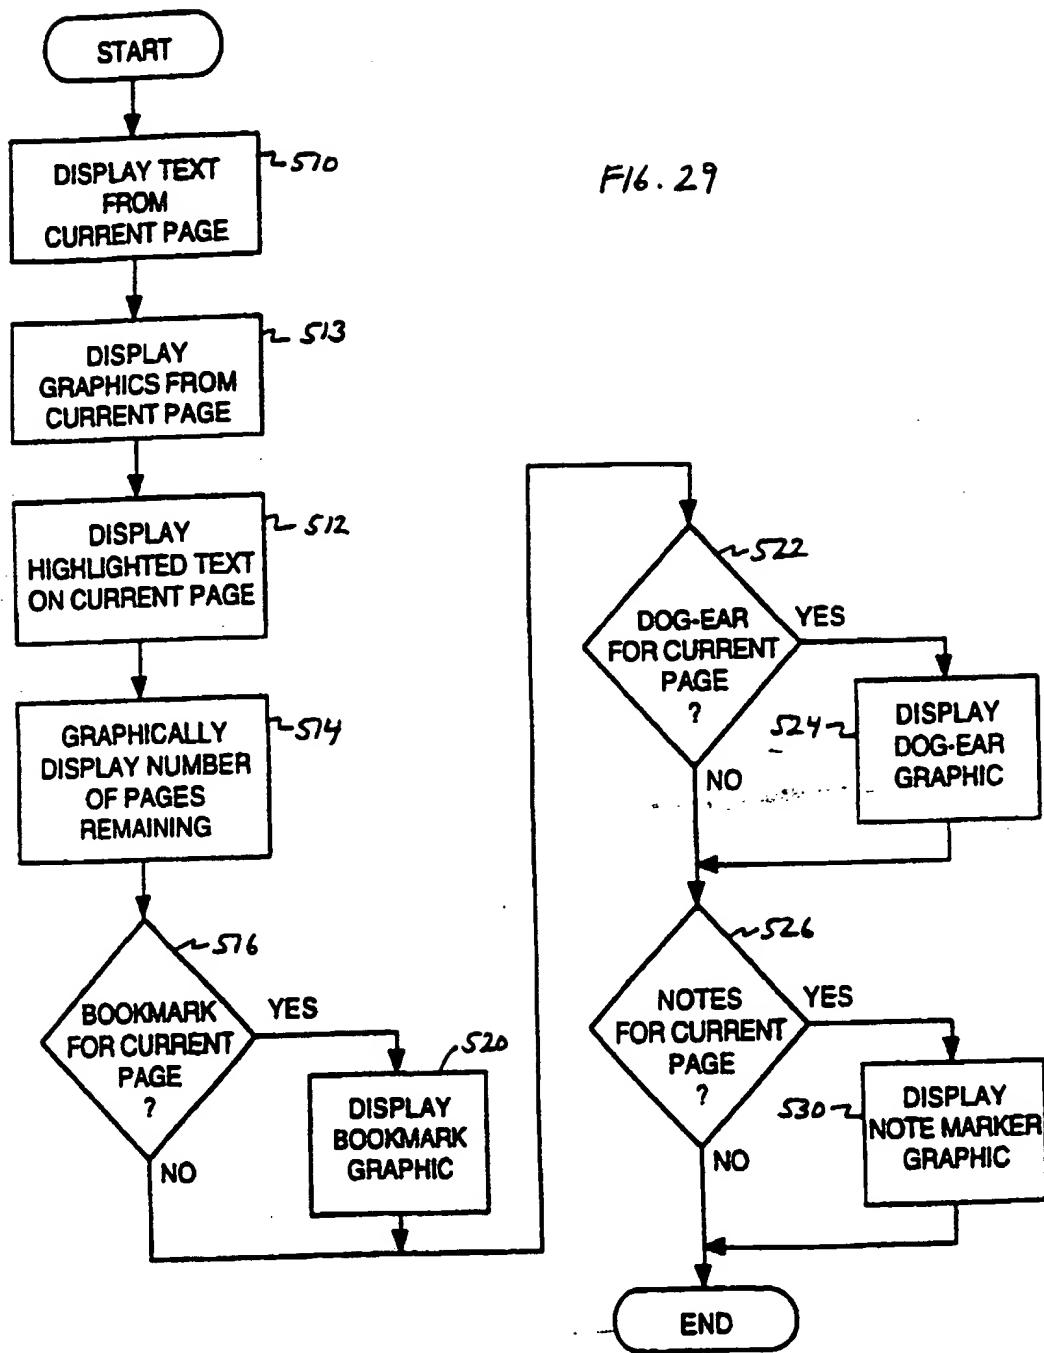 START
DISPLAY TEXT
FROM
CURRENT PAGE
510
FIG. 29
DISPLAY
GRAPHICS FROM
CURRENT PAGE
513
DISPLAY
HIGHLIGHTED TEXT
ON CURRENT PAGE
512
GRAPHICALLY
DISPLAY NUMBER
OF PAGES
REMAINING
514
516
BOOKMARK
FOR CURRENT
PAGE
?
YES
NO
520
DISPLAY
BOOKMARK
GRAPHIC
522
DOG-EAR
FOR CURRENT
PAGE
?
YES
NO
524
DISPLAY
DOG-EAR
GRAPHIC
526
NOTES
FOR CURRENT
PAGE
?
YES
NO
530
DISPLAY
NOTE MARKER
GRAPHIC
END